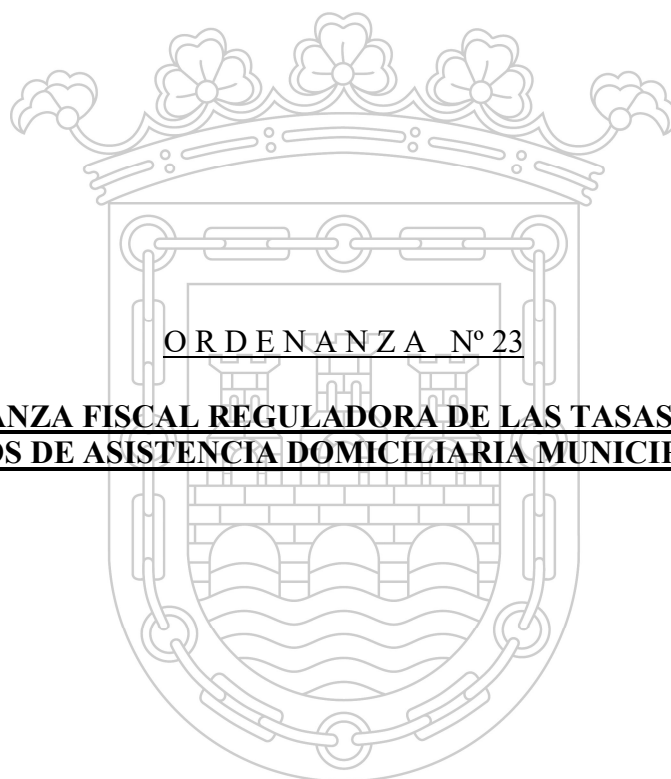 O R D E N A N Z A Nº 23
ANZA FISCAL REGULADORA DE LAS TASAS
OS DE ASISTENCIA DOMICILIARIA MUNICIP